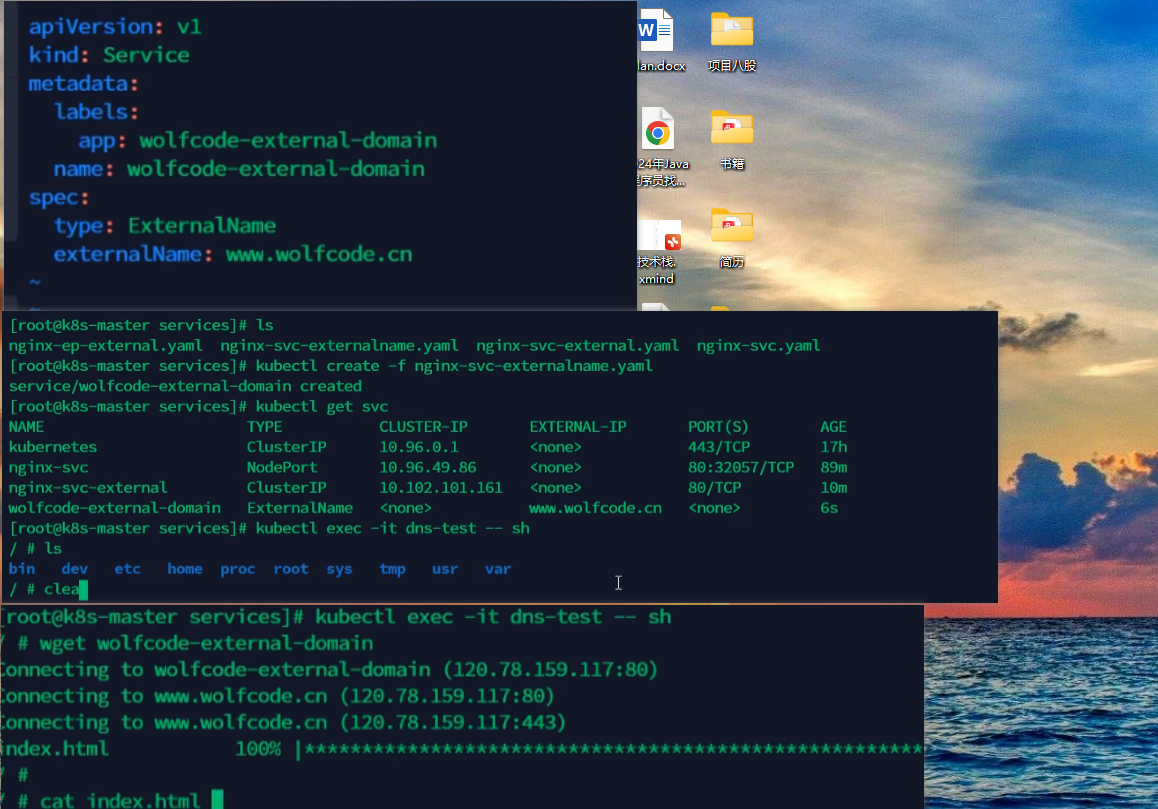 apiVersion: v1
kind: Service
metadata:
  labels:
    app: wolfcode-external-domain
  name: wolfcode-external-domain
spec:
  type: ExternalName
  externalName: www.wolfcode.cn
~
~
lan.docx
项目八股
24年Java
程序员找...
书籍
技术栈.
xmind
简历
[root@k8s-master services]# ls
nginx-ep-external.yaml  nginx-svc-externalname.yaml  nginx-svc-external.yaml  nginx-svc.yaml
[root@k8s-master services]# kubectl create -f nginx-svc-externalname.yaml
service/wolfcode-external-domain created
[root@k8s-master services]# kubectl get svc
NAME                       TYPE           CLUSTER-IP       EXTERNAL-IP       PORT(S)        AGE
kubernetes                 ClusterIP      10.96.0.1        <none>            443/TCP        17h
nginx-svc                  NodePort       10.96.49.86      <none>            80:32057/TCP   89m
nginx-svc-external         ClusterIP      10.102.101.161   <none>            80/TCP         10m
wolfcode-external-domain   ExternalName   <none>           www.wolfcode.cn   <none>         6s
[root@k8s-master services]# kubectl exec -it dns-test -- sh
/ # ls
bin   dev   etc   home  proc  root  sys   tmp   usr   var
/ # clea
[root@k8s-master services]# kubectl exec -it dns-test -- sh
/ # wget wolfcode-external-domain
Connecting to wolfcode-external-domain (120.78.159.117:80)
Connecting to www.wolfcode.cn (120.78.159.117:80)
Connecting to www.wolfcode.cn (120.78.159.117:443)
index.html           100% |******************************************************
/ #
/ # cat index.html